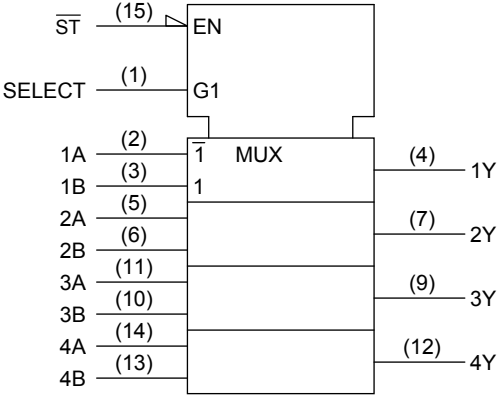 S̅T̅ (15) EN
SELECT (1) G1
1A (2) 1̅ MUX (4) 1Y
1B (3) 1
2A (5) (7) 2Y
2B (6)
3A (11) (9) 3Y
3B (10)
4A (14) (12) 4Y
4B (13)